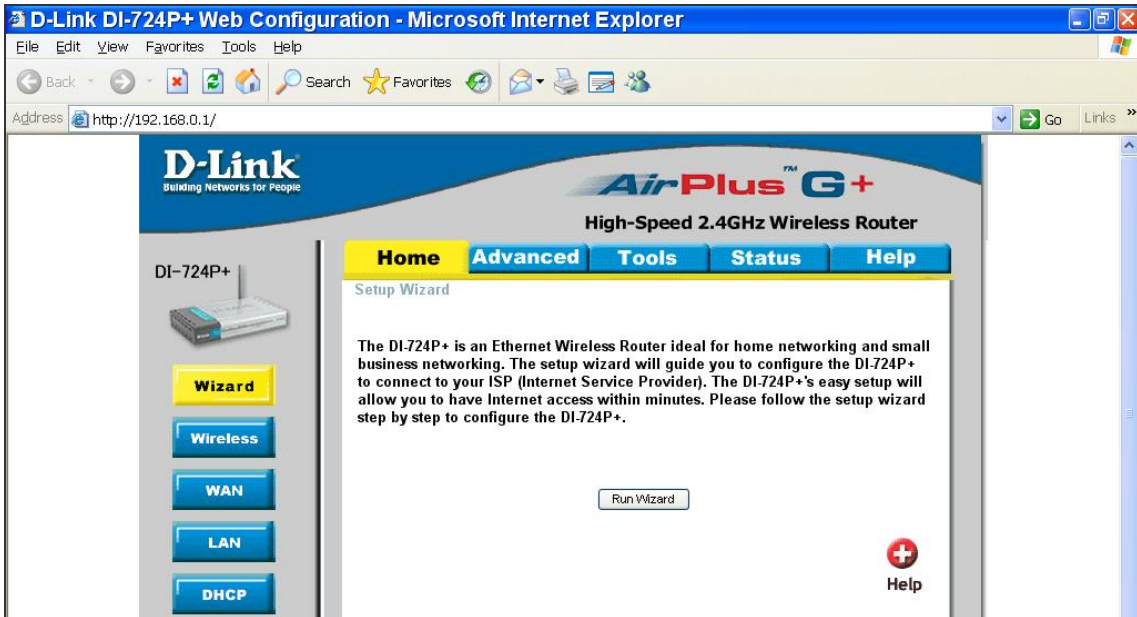 D-Link DI-724P+ Web Configuration - Microsoft Internet Explorer
File Edit View Favorites Tools Help
Back Search Favorites
Address http://192.168.0.1/ Go Links »
D-Link
Building Networks for People
AirPlus™ G+
High-Speed 2.4GHz Wireless Router
DI-724P+
Home Advanced Tools Status Help
Setup Wizard
The DI-724P+ is an Ethernet Wireless Router ideal for home networking and small
business networking. The setup wizard will guide you to configure the DI-724P+
to connect to your ISP (Internet Service Provider). The DI-724P+'s easy setup will
allow you to have Internet access within minutes. Please follow the setup wizard
step by step to configure the DI-724P+.
Wizard
Wireless
WAN
LAN
DHCP
Run Wizard
Help